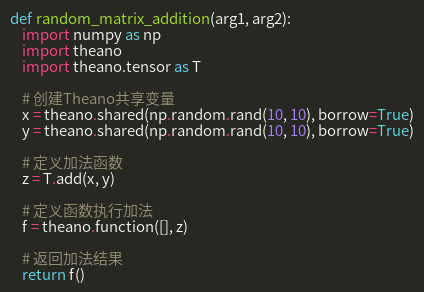 def random_matrix_addition(arg1, arg2):
    import numpy as np
    import theano
    import theano.tensor as T
    # 创建Theano共享变量
    x = theano.shared(np.random.rand(10, 10), borrow=True)
    y = theano.shared(np.random.rand(10, 10), borrow=True)
    # 定义加法函数
    z = T.add(x, y)
    # 定义函数执行加法
    f = theano.function([], z)
    # 返回加法结果
    return f()